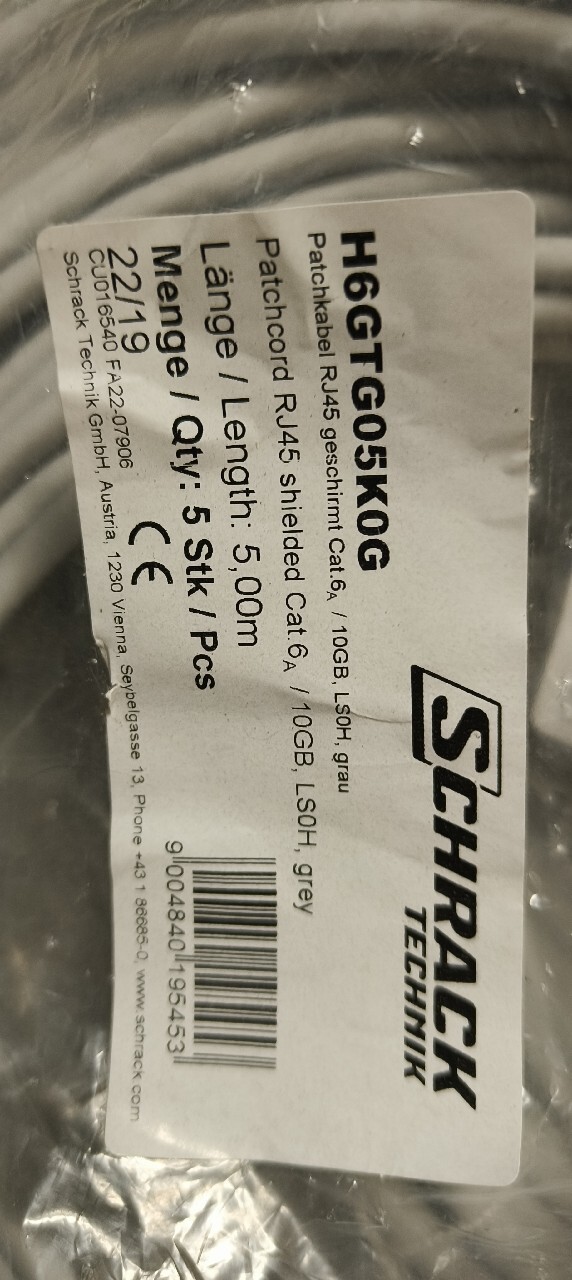 SCHRACK
TECHNIK
H6GTG05K0G
Patchkabel RJ45 geschirmt Cat.6A / 10GB, LS0H, grau
Patchcord RJ45 shielded Cat.6A / 10GB, LS0H, grey
Länge / Length: 5,00m
Menge / Qty: 5 Stk / Pcs
22/19
CE
CU016540 FA22-07906
Schrack Technik GmbH, Austria, 1230 Vienna, Seybelgasse 13, Phone +43 1 86685-0, www.schrack.com
9 004840 195453